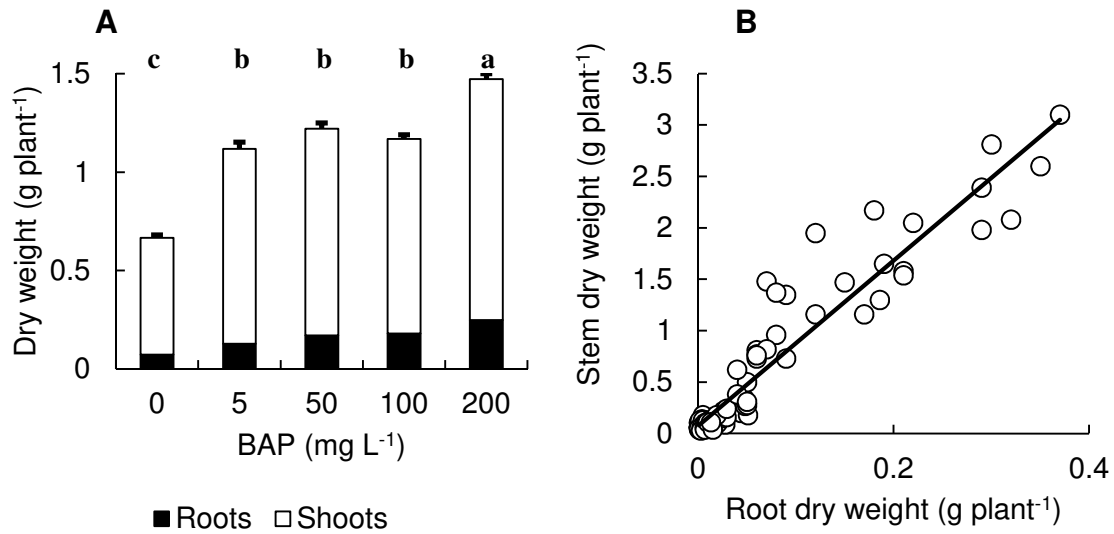 A
c b b b a
Dry weight (g plant-1)
1.5
1
0.5
0
0 5 50 100 200
BAP (mg L-1)
Roots Shoots
B
Stem dry weight (g plant-1)
3.5
3
2.5
2
1.5
1
0.5
0
0 0.2 0.4
Root dry weight (g plant-1)